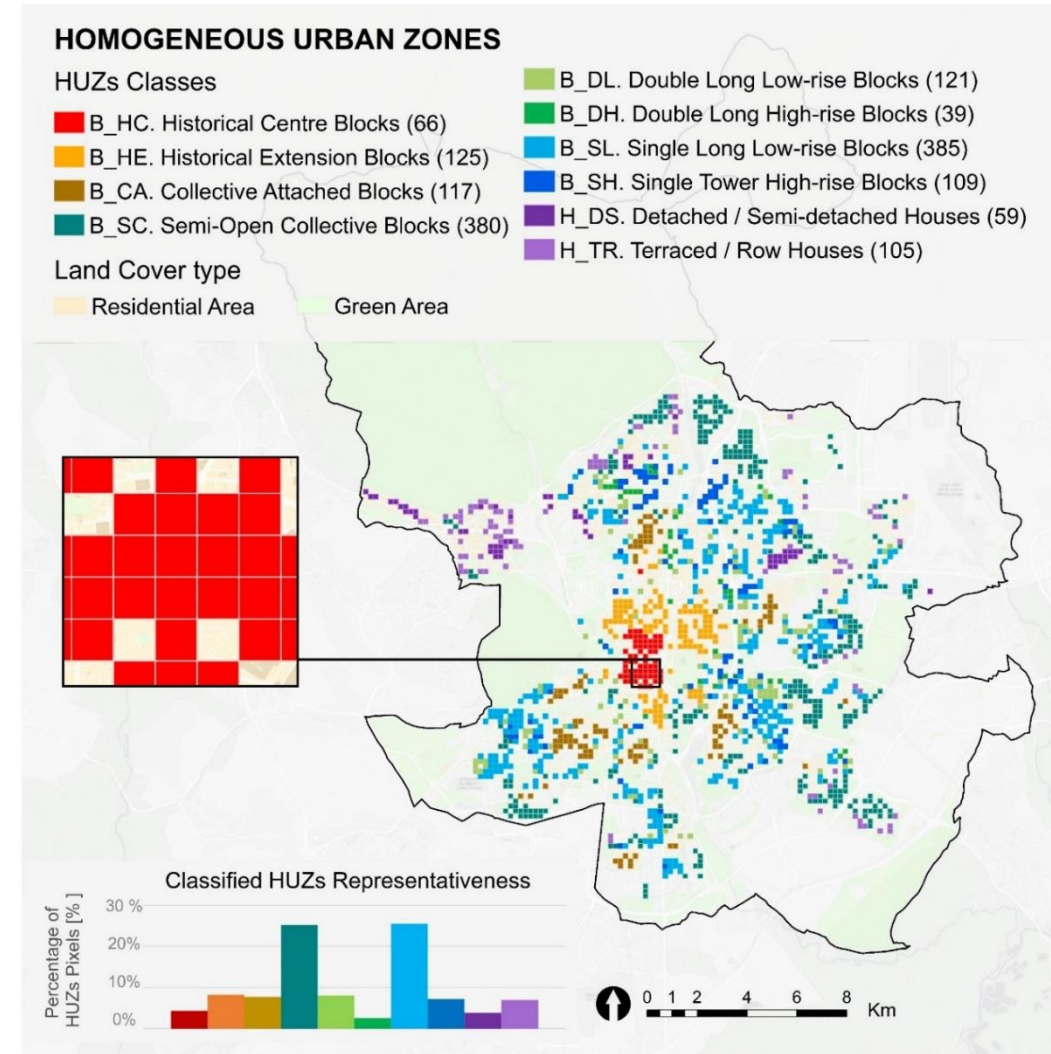 HOMOGENEOUS URBAN ZONES
HUZs Classes
B_HC. Historical Centre Blocks (66)
B_HE. Historical Extension Blocks (125)
B_CA. Collective Attached Blocks (117)
B_SC. Semi-Open Collective Blocks (380)
B_DL. Double Long Low-rise Blocks (121)
B_DH. Double Long High-rise Blocks (39)
B_SL. Single Long Low-rise Blocks (385)
B_SH. Single Tower High-rise Blocks (109)
H_DS. Detached / Semi-detached Houses (59)
H_TR. Terraced / Row Houses (105)
Land Cover type
Residential Area
Green Area
Classified HUZs Representativeness
Percentage of
HUZs Pixels [% ]
30 %
20%
10%
0%
0 1 2 4 6 8
Km